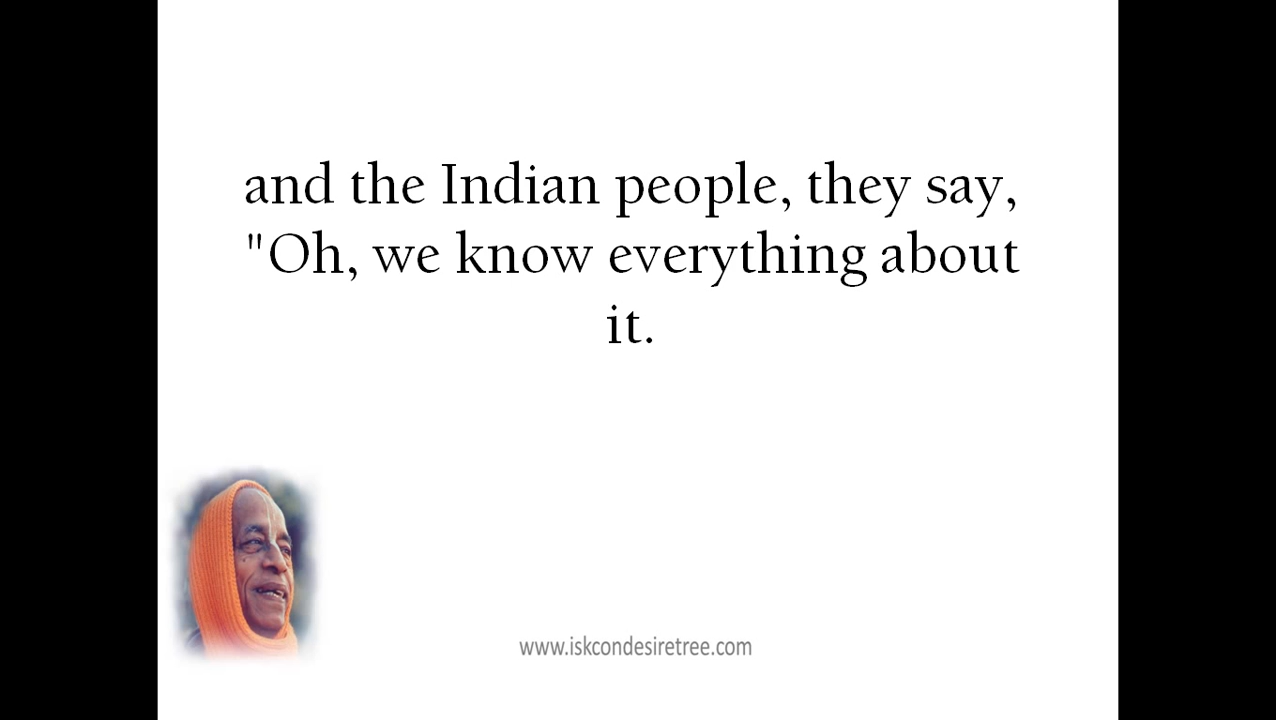 and the Indian people, they say,
"Oh, we know everything about
it.
www.iskcondesiretree.com